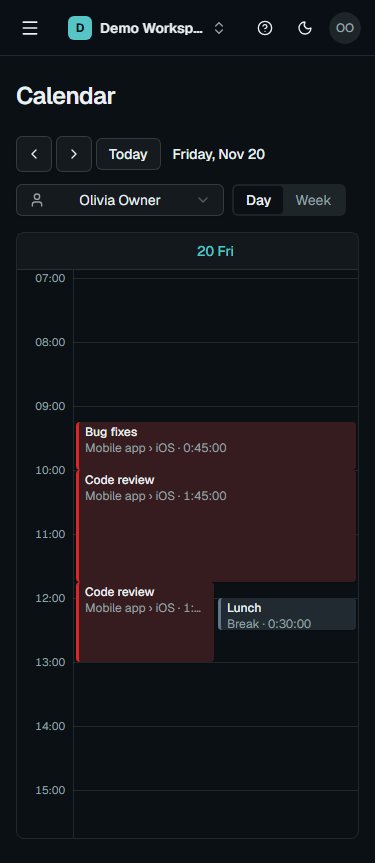 D Demo Worksp... OO
Calendar
Today Friday, Nov 20
Olivia Owner Day Week
20 Fri
07:00
08:00
09:00
Bug fixes
Mobile app › iOS · 0:45:00
10:00
Code review
Mobile app › iOS · 1:45:00
11:00
Code review
Mobile app › iOS · 1:...
12:00
Lunch
Break · 0:30:00
13:00
14:00
15:00